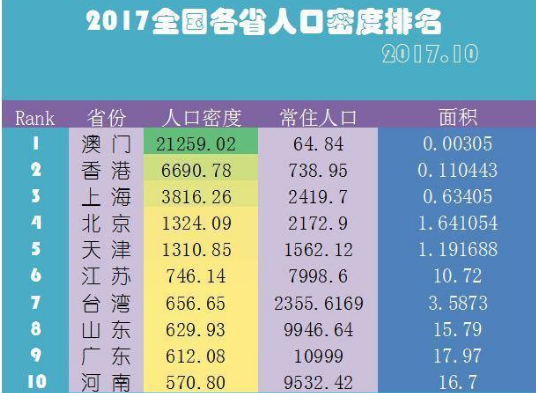 2017全国各省人口密度排名
2017.10
Rank 省份 人口密度 常住人口 面积
1 澳门 21259.02 64.84 0.00305
2 香港 6690.78 738.95 0.110443
3 上海 3816.26 2419.7 0.63405
4 北京 1324.09 2172.9 1.641054
5 天津 1310.85 1562.12 1.191688
6 江苏 746.14 7998.6 10.72
7 台湾 656.65 2355.6169 3.5873
8 山东 629.93 9946.64 15.79
9 广东 612.08 10999 17.97
10 河南 570.80 9532.42 16.7